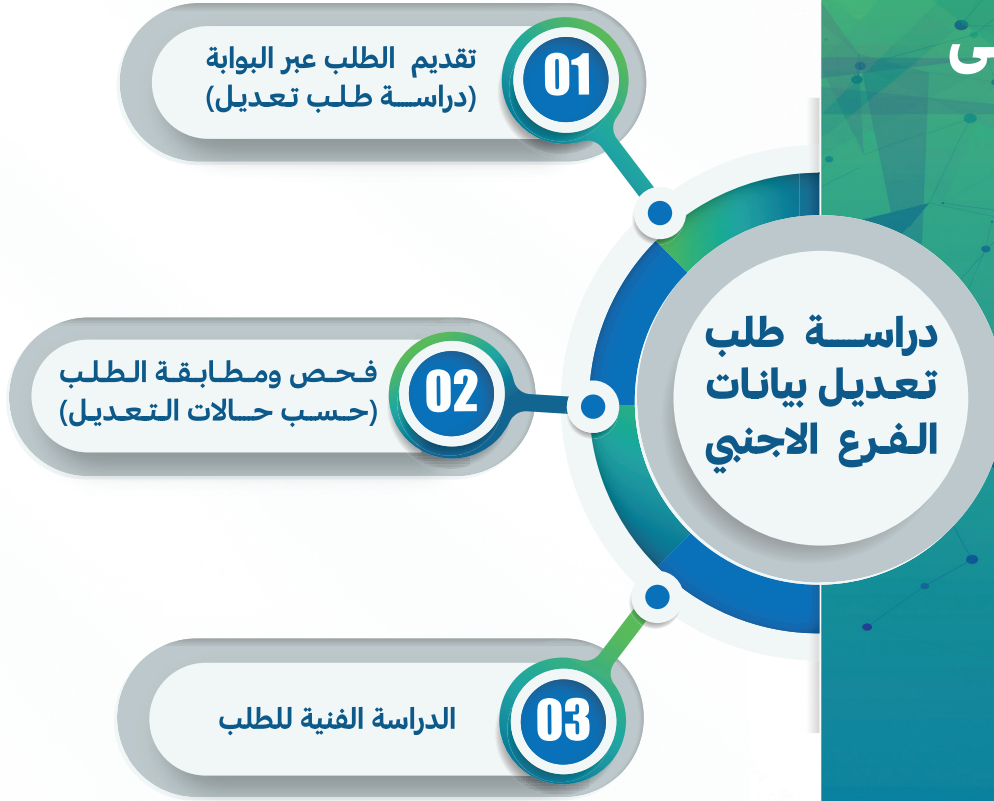 دراسة طلب
تعديل بيانات
الفرع الاجنبي
01
تقديم الطلب عبر البوابة
(دراسة طلب تعديل)
02
فحص ومطابقة الطلب
(حسب حالات التعديل)
03
الدراسة الفنية للطلب